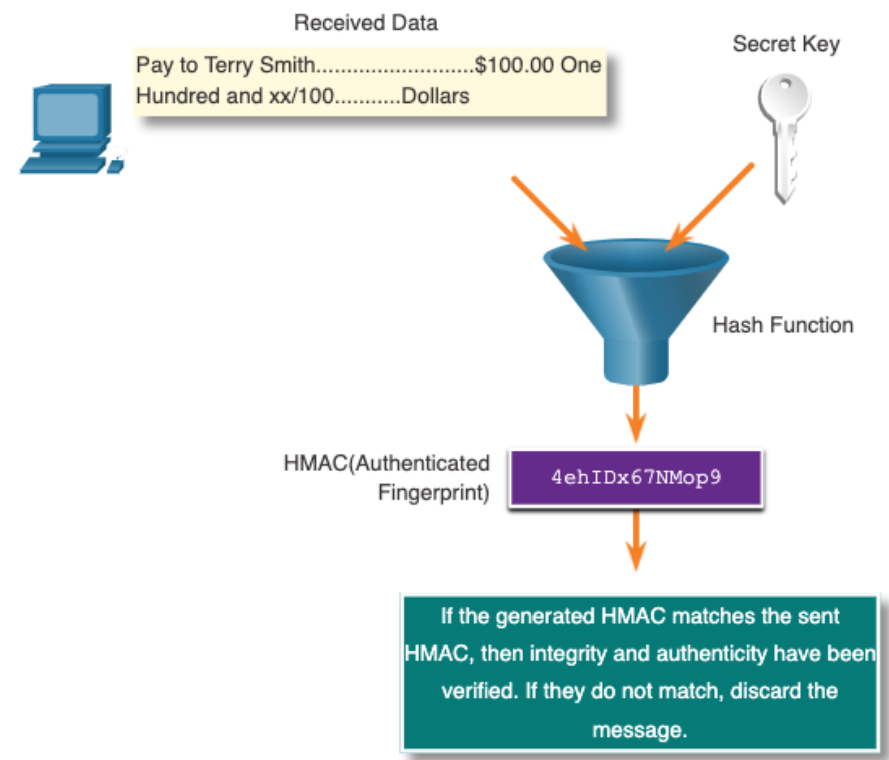 Received Data
Secret Key
Pay to Terry Smith..........................$100.00 One
Hundred and xx/100...........Dollars
Hash Function
HMAC(Authenticated
Fingerprint)
4ehIDx67NMop9
If the generated HMAC matches the sent
HMAC, then integrity and authenticity have been
verified. If they do not match, discard the
message.